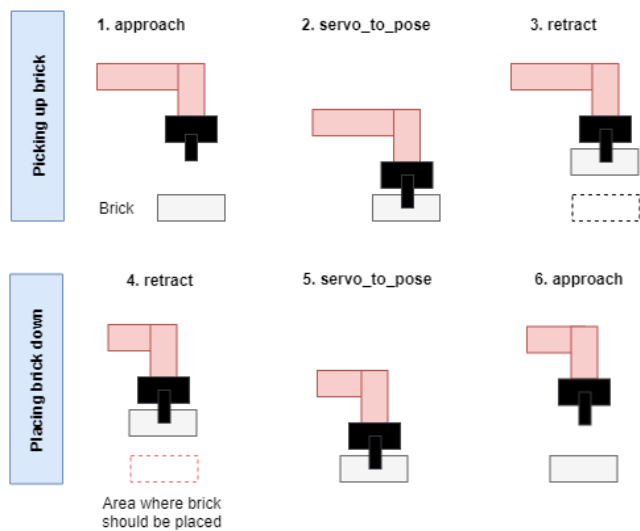 Picking up brick
1. approach
2. servo_to_pose
3. retract
Brick
Placing brick down
4. retract
5. servo_to_pose
6. approach
Area where brick
should be placed